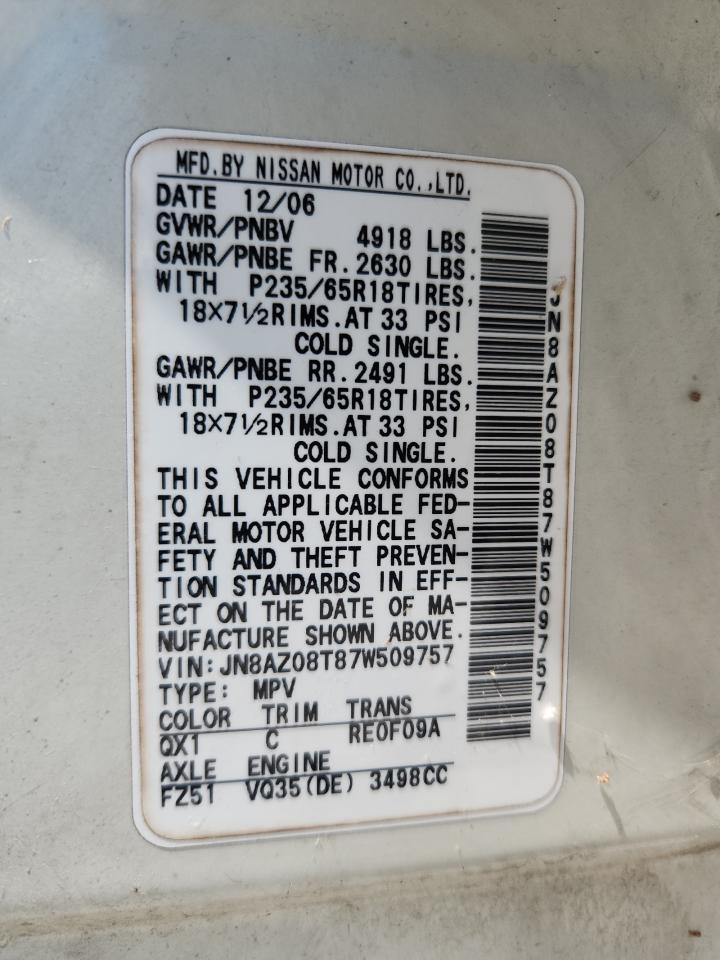 MFD.BY NISSAN MOTOR CO.,LTD.
DATE 12/06
GVWR/PNBV 4918 LBS.
GAWR/PNBE FR.2630 LBS.
WITH P235/65R18TIRES,
18×7½RIMS.AT 33 PSI
COLD SINGLE.
GAWR/PNBE RR.2491 LBS.
WITH P235/65R18TIRES,
18×7½RIMS.AT 33 PSI
COLD SINGLE.
THIS VEHICLE CONFORMS
TO ALL APPLICABLE FED-
ERAL MOTOR VEHICLE SA-
FETY AND THEFT PREVEN-
TION STANDARDS IN EFF-
ECT ON THE DATE OF MA-
NUFACTURE SHOWN ABOVE.
VIN:JN8AZ08T87W509757
TYPE: MPV
COLOR TRIM TRANS
QX1 C RE0F09A
AXLE ENGINE
FZ51 VQ35(DE) 3498CC
JN8AZ08T87W509757